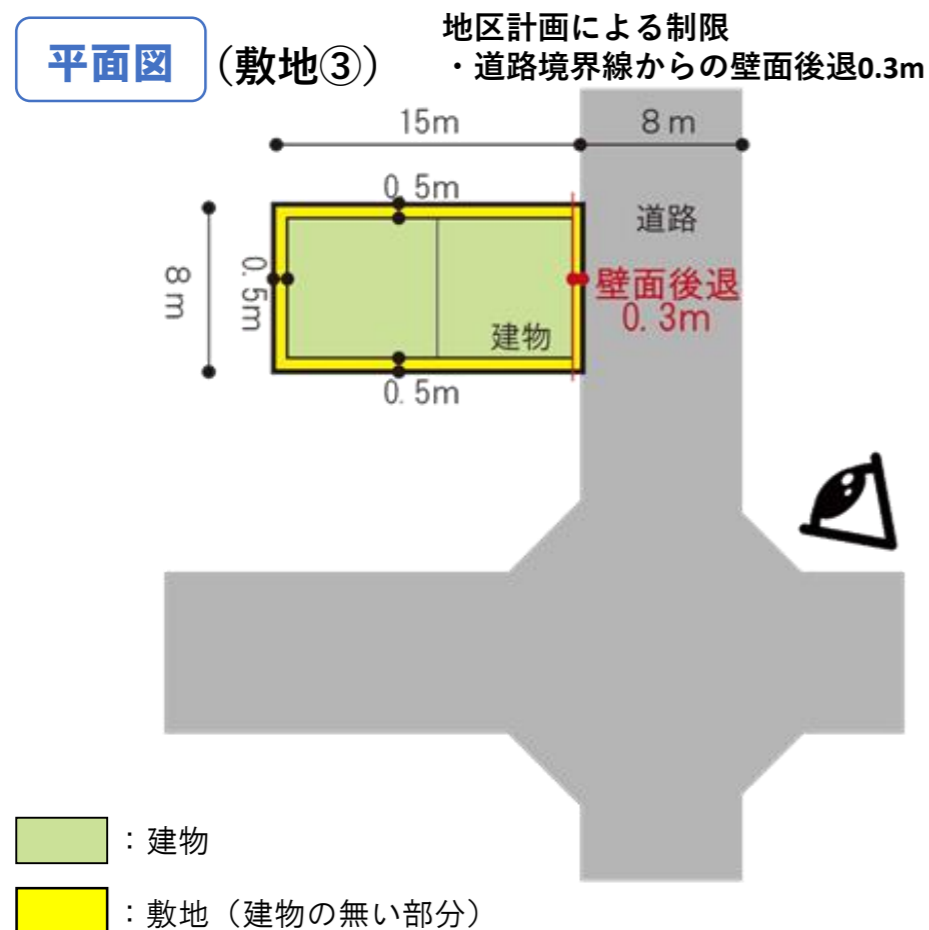 平面図
(敷地③)
地区計画による制限
・道路境界線からの壁面後退0.3m
15m
8m
0.5m
道路
8m
0.5m
壁面後退
0.3m
建物
0.5m
：建物
：敷地（建物の無い部分）